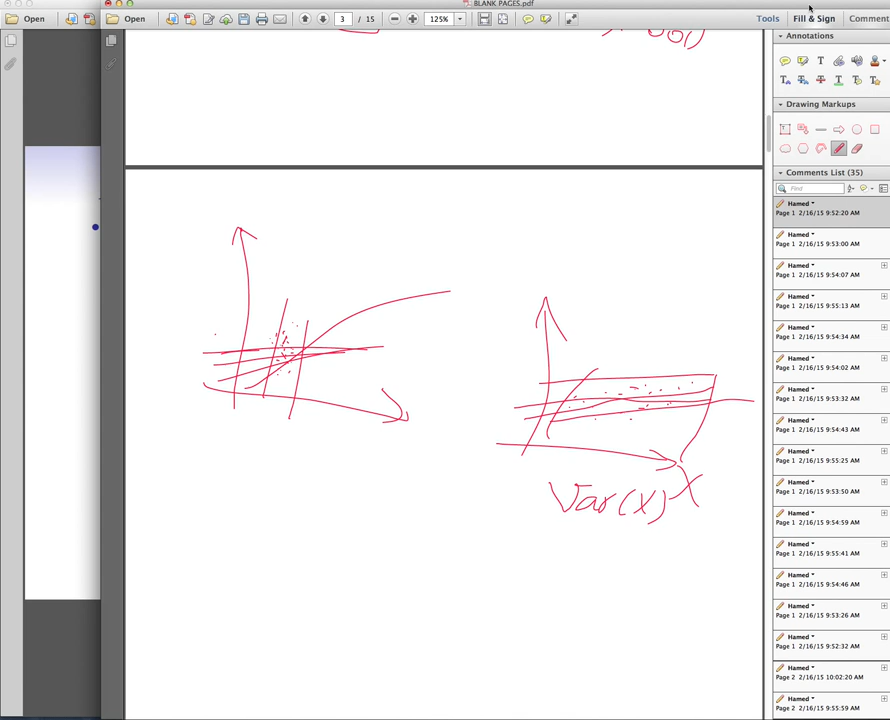 BLANK PAGES.pdf
Open
Open
3 / 15
125%
Tools
Fill & Sign
Comment
Annotations
Drawing Markups
Comments List (35)
Find
Hamed
Page 1 2/16/15 9:52:20 AM
Hamed
Page 1 2/16/15 9:53:00 AM
Hamed
Page 1 2/16/15 9:54:07 AM
Hamed
Page 1 2/16/15 9:55:13 AM
Hamed
Page 1 2/16/15 9:54:34 AM
Hamed
Page 1 2/16/15 9:54:02 AM
Hamed
Page 1 2/16/15 9:53:32 AM
Hamed
Page 1 2/16/15 9:54:43 AM
Hamed
Page 1 2/16/15 9:55:25 AM
Hamed
Page 1 2/16/15 9:53:50 AM
Hamed
Page 1 2/16/15 9:54:59 AM
Hamed
Page 1 2/16/15 9:55:41 AM
Hamed
Page 1 2/16/15 9:54:46 AM
Hamed
Page 1 2/16/15 9:53:26 AM
Hamed
Page 1 2/16/15 9:52:32 AM
Hamed
Page 2 2/16/15 10:02:20 AM
Hamed
Page 2 2/16/15 9:55:59 AM
X
Var(X)